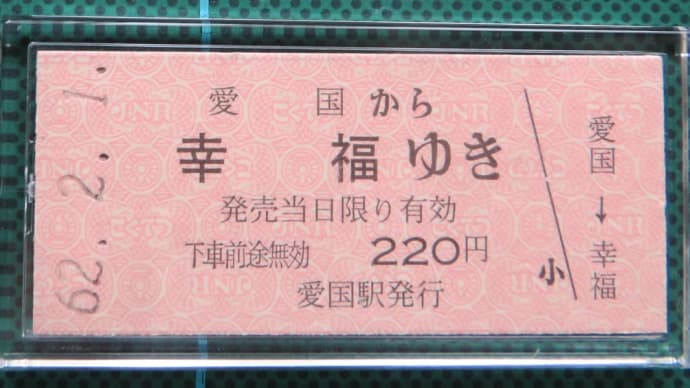 62.2.1.
愛国から
幸福ゆき
発売当日限り有効
下車前途無効 220円
愛国駅発行
小
愛国→幸福